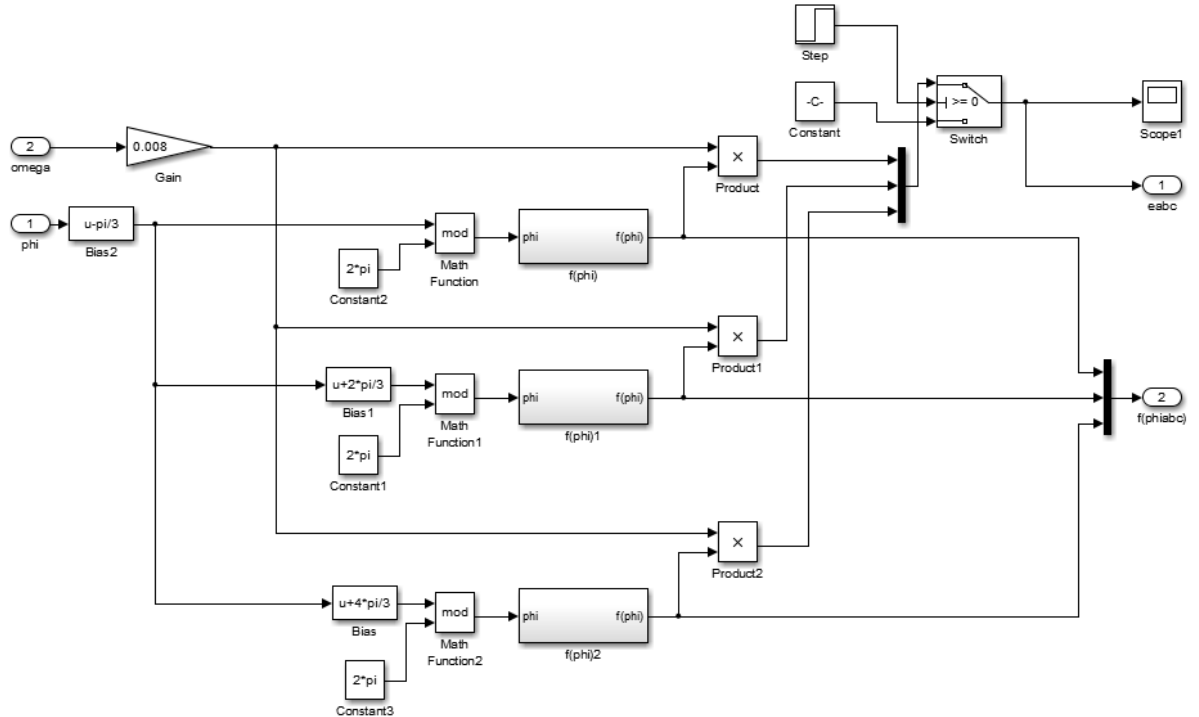 Step
-C-
Constant
>= 0
Switch
Scope1
2
omega
0.008
Gain
×
Product
1
eabc
1
phi
u-pi/3
Bias2
mod
Math
Function
2*pi
Constant2
phi
f(phi)
f(phi)
×
Product1
u+2*pi/3
Bias1
mod
Math
Function1
2*pi
Constant1
phi
f(phi)
f(phi)1
2
f(phiabc)
×
Product2
u+4*pi/3
Bias
mod
Math
Function2
2*pi
Constant3
phi
f(phi)
f(phi)2